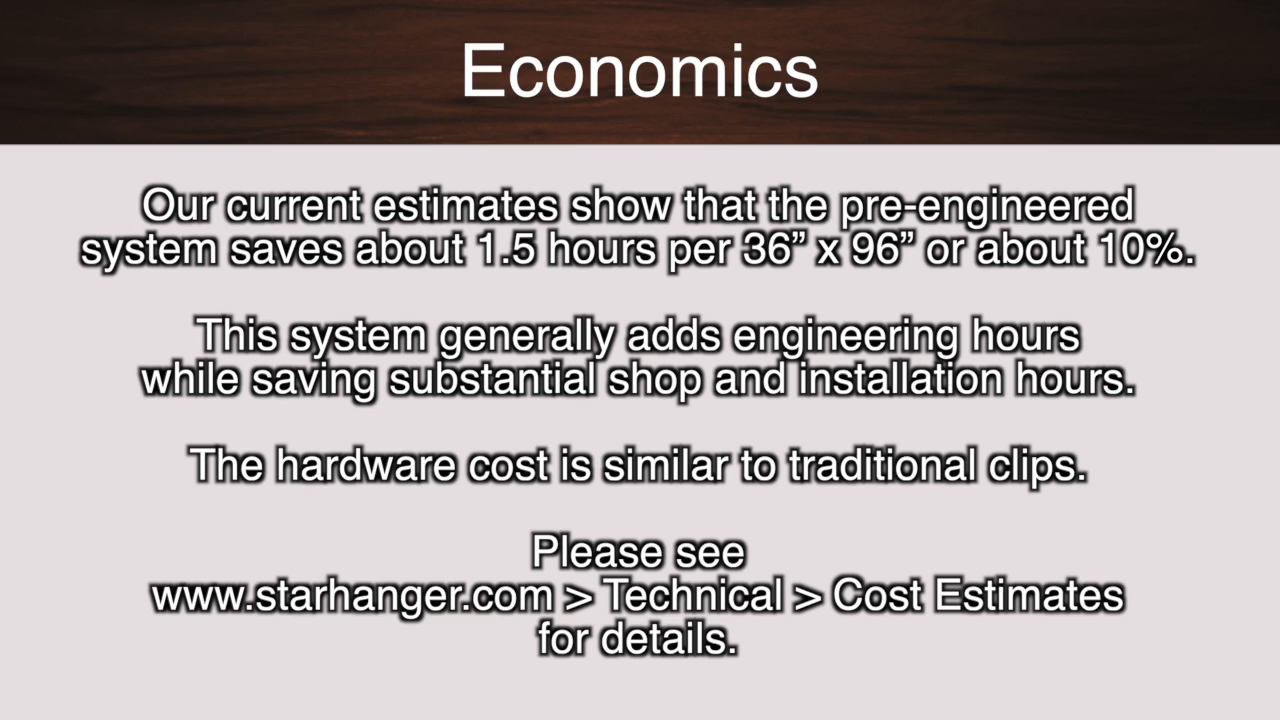 Economics
Our current estimates show that the pre-engineered
system saves about 1.5 hours per 36” x 96” or about 10%.
This system generally adds engineering hours
while saving substantial shop and installation hours.
The hardware cost is similar to traditional clips.
Please see
www.starhanger.com > Technical > Cost Estimates
for details.